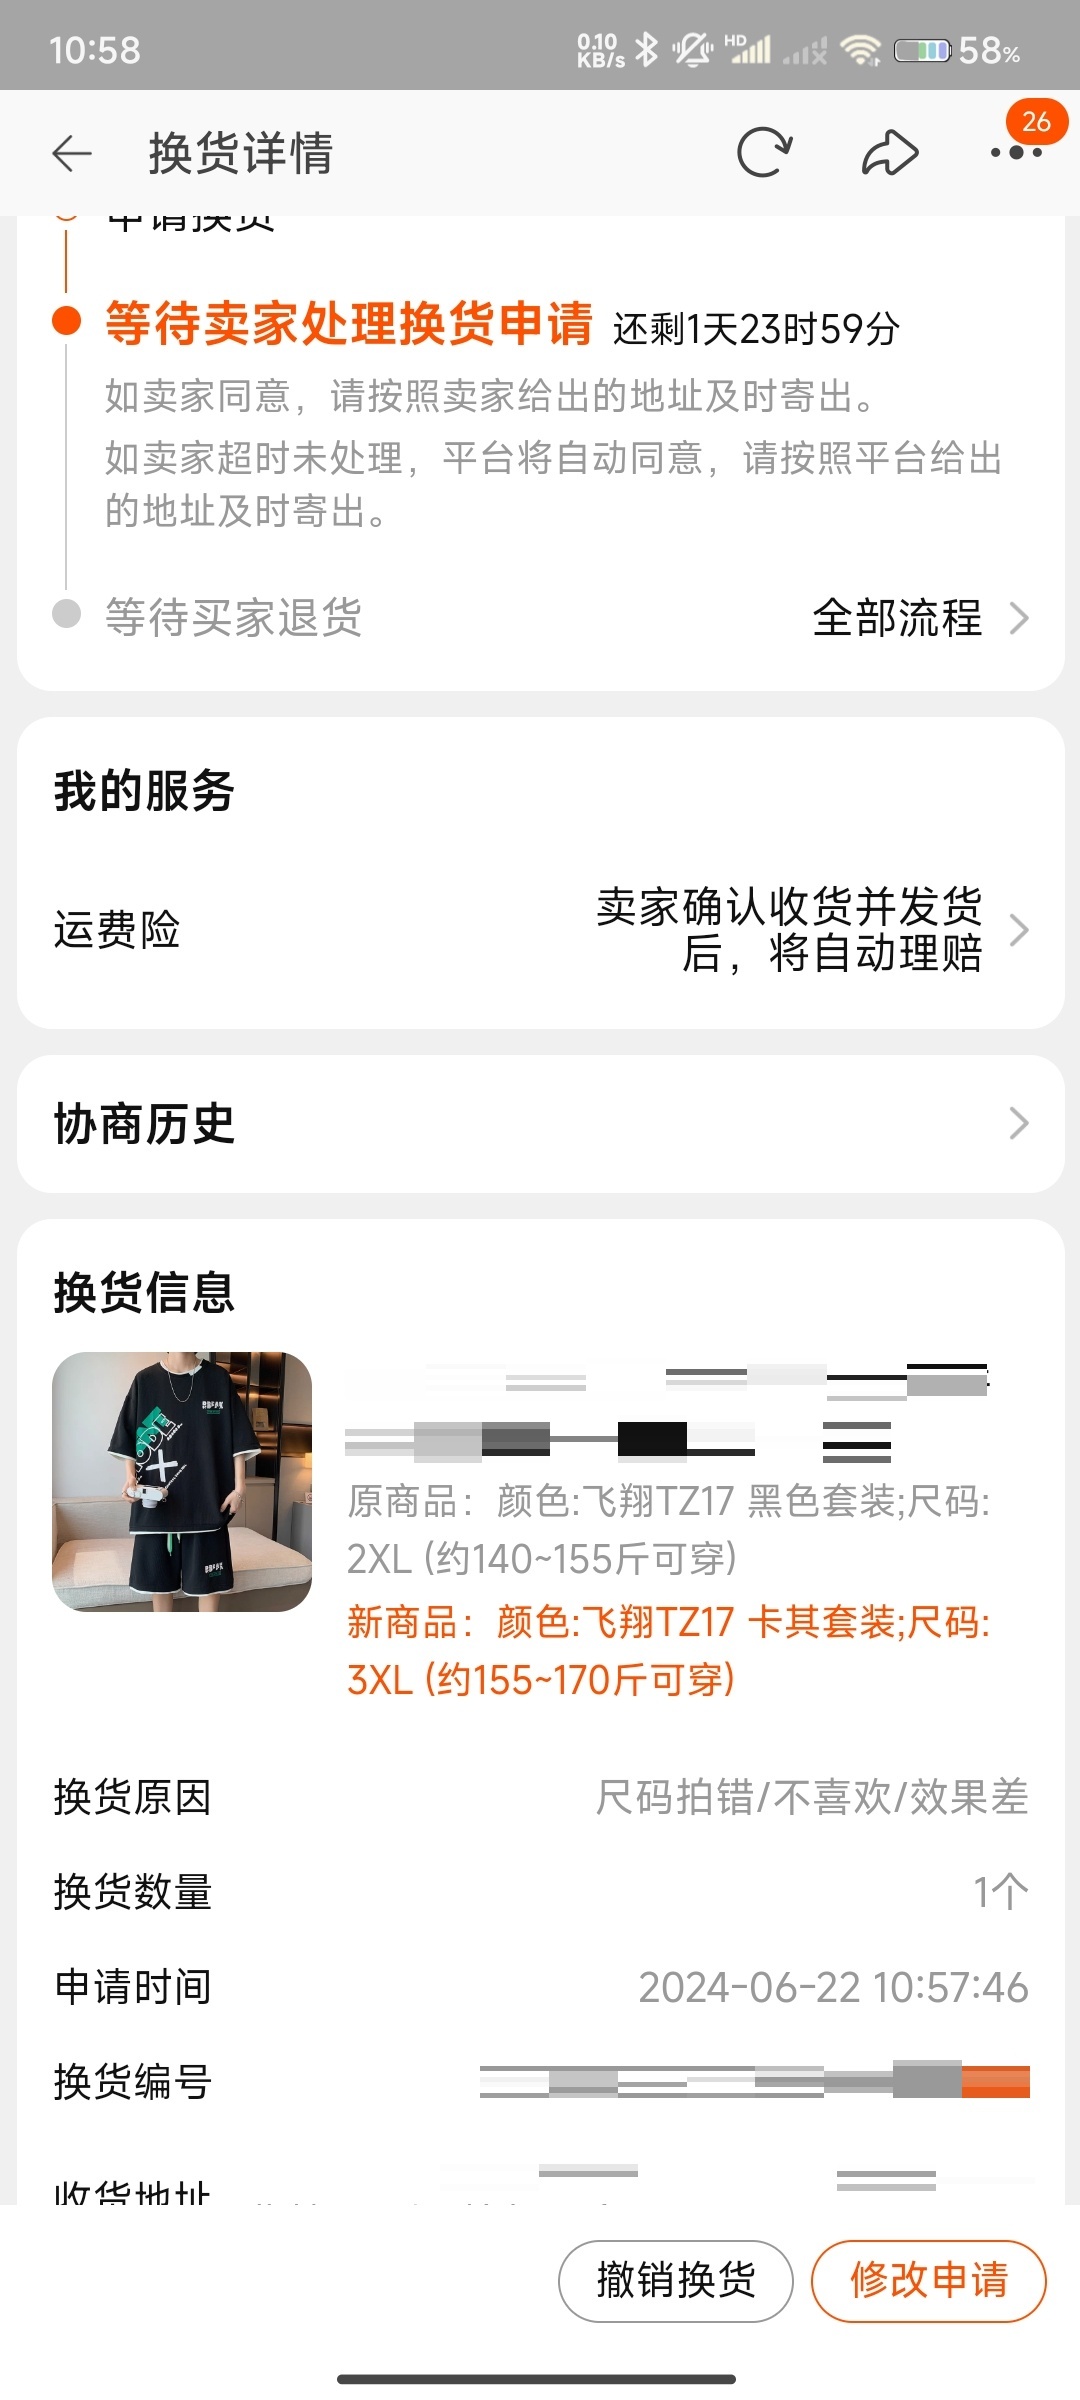 10:58
0.10
KB/s
HD
58%
换货详情
26
申请换货
等待卖家处理换货申请 还剩1天23时59分
如卖家同意，请按照卖家给出的地址及时寄出。
如卖家超时未处理，平台将自动同意，请按照平台给出
的地址及时寄出。
等待买家退货
全部流程
我的服务
运费险
卖家确认收货并发货
后，将自动理赔
协商历史
换货信息
原商品：颜色:飞翔TZ17 黑色套装;尺码:
2XL (约140~155斤可穿)
新商品：颜色:飞翔TZ17 卡其套装;尺码:
3XL (约155~170斤可穿)
换货原因
尺码拍错/不喜欢/效果差
换货数量
1个
申请时间
2024-06-22 10:57:46
换货编号
收货地址
撤销换货
修改申请